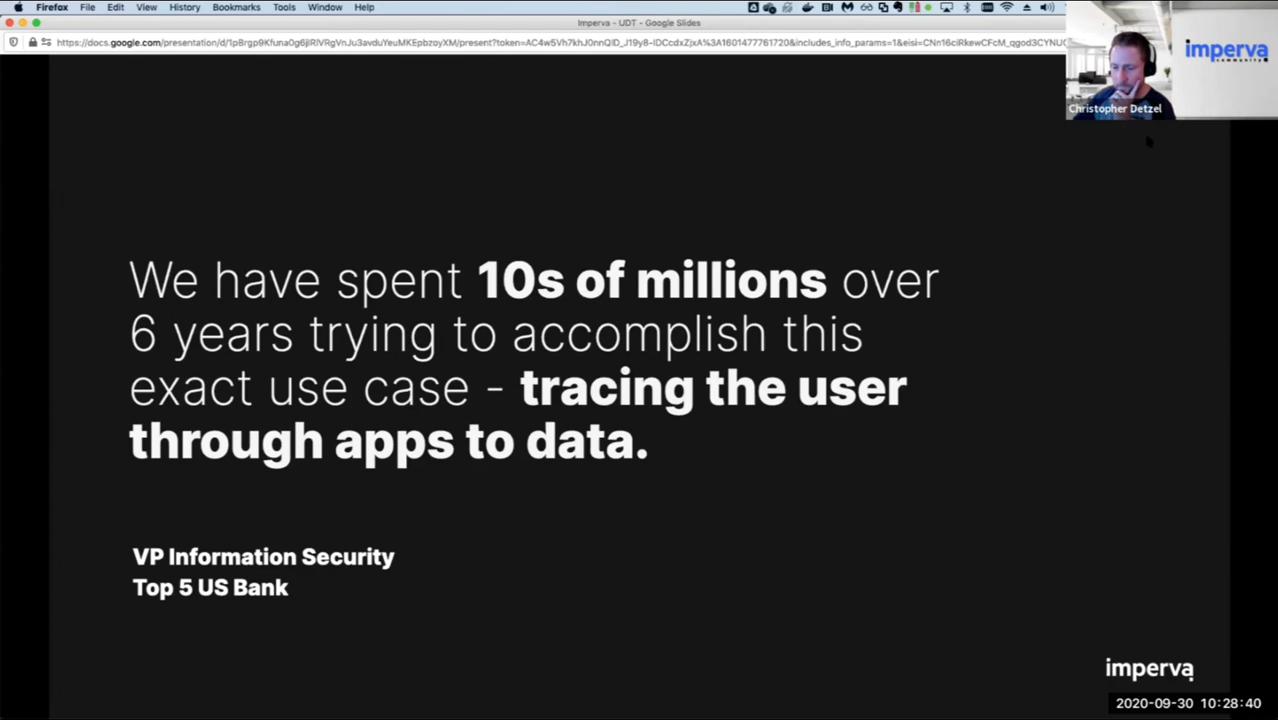 Firefox File Edit View History Bookmarks Tools Window Help
Imperva - UDT - Google Slides
imperva
community
Christopher Detzel
We have spent 10s of millions over
6 years trying to accomplish this
exact use case - tracing the user
through apps to data.
VP Information Security
Top 5 US Bank
imperva
2020-09-30 10:28:40